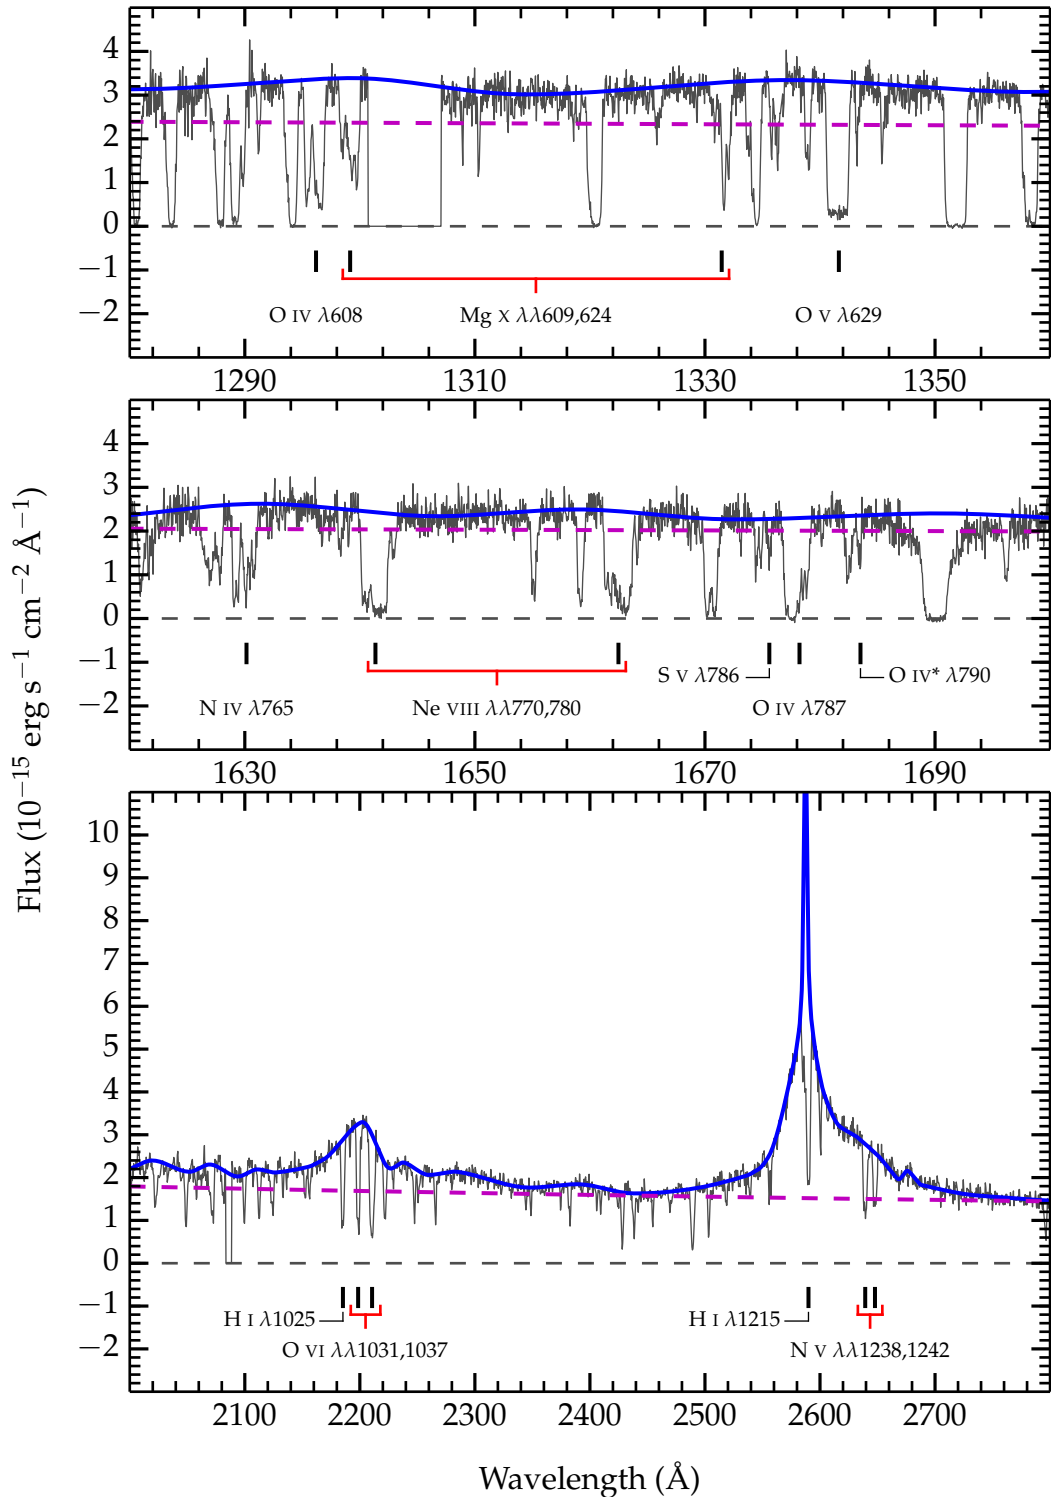 Flux (10−15 erg s−1 cm−2 Å−1)
4
3
2
1
0
−1
−2
O IV λ608
Mg X λλ609,624
O V λ629
1290 1310 1330 1350
4
3
2
1
0
−1
−2
S V λ786
O IV* λ790
N IV λ765
Ne VIII λλ770,780
O IV λ787
1630 1650 1670 1690
10
9
8
7
6
5
4
3
2
1
0
−1
−2
H I λ1025
H I λ1215
O VI λλ1031,1037
N V λλ1238,1242
2100 2200 2300 2400 2500 2600 2700
Wavelength (Å)